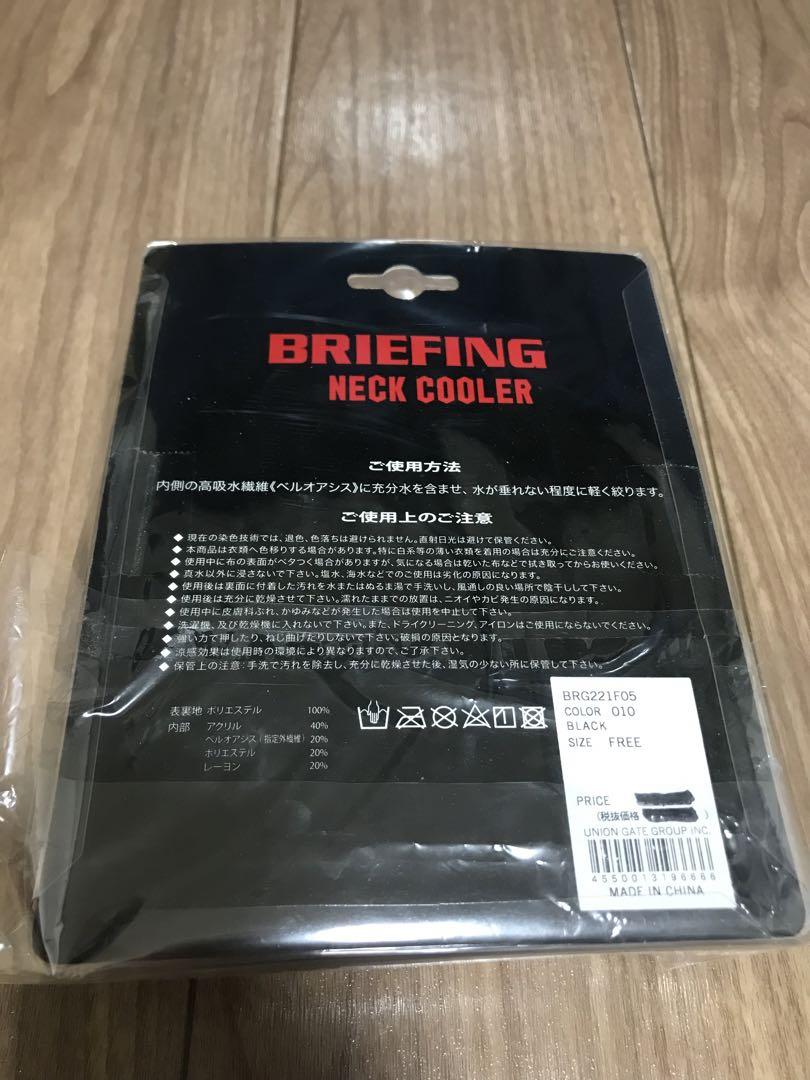 BRIEFING
NECK COOLER
ご使用方法
内側の高吸水繊維《ベルオアシス》に充分水を含ませ、水が垂れない程度に軽く絞ります。
ご使用上のご注意
◆ 現在の染色技術では、退色、色落ちは避けられません。直射日光は避けて保管ください。
◆ 本商品は衣類へ色移りする場合があります。特に白系等の薄い衣類を着用の場合は充分にご注意ください。
◆ 使用中に布の表面がベタつく場合がありますが、気になる場合は乾いた布などで拭き取ってからお使いください。
◆ 真水以外に浸さないで下さい。塩水、海水などでのご使用は劣化の原因になります。
◆ 使用後は裏面に付着した汚れを水またはぬるま湯で手洗いし、風通しの良い場所で陰干しして下さい。
◆ 使用後は充分に乾燥させて下さい。濡れたままでの放置は、ニオイやカビ発生の原因になります。
◆ 使用中に皮膚科ぶれ、かゆみなどが発生した場合は使用を中止して下さい。
◆ 洗濯機、及び乾燥機に入れないで下さい。また、ドライクリーニング、アイロンはご使用にならないでください。
◆ 強い力で押したり、ねじ曲げたりしないで下さい。破損の原因となります。
◆ 涼感効果は使用時の環境により異なりますので、ご了承下さい。
◆ 保管上の注意：手洗で汚れを除去し、充分に乾燥させた後、湿気の少ない所に保管して下さい。
表裏地 ポリエステル 100%
内部 アクリル 40%
ベルオアシス（指定外繊維） 20%
ポリエステル 20%
レーヨン 20%
BRG221F05
COLOR 010
BLACK
SIZE FREE
PRICE
(税抜価格 )
UNION GATE GROUP INC.
4550013196666
MADE IN CHINA